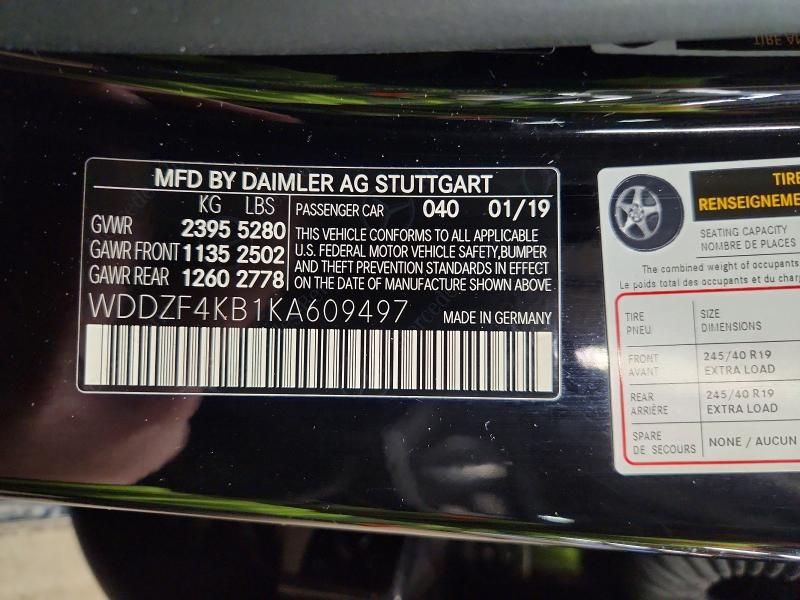 TIRE A
MFD BY DAIMLER AG STUTTGART
KG LBS
GVWR 2395 5280
GAWR FRONT 1135 2502
GAWR REAR 1260 2778
PASSENGER CAR 040 01/19
THIS VEHICLE CONFORMS TO ALL APPLICABLE
U.S. FEDERAL MOTOR VEHICLE SAFETY,BUMPER
AND THEFT PREVENTION STANDARDS IN EFFECT
ON THE DATE OF MANUFACTURE SHOWN ABOVE
WDDZF4KB1KA609497 MADE IN GERMANY
TIRE
RENSEIGNEME
SEATING CAPACITY
NOMBRE DE PLACES
The combined weight of occupants
Le poids total des occupants et du char
TIRE SIZE
PNEU DIMENSIONS
FRONT 245/40 R19
AVANT EXTRA LOAD
REAR 245/40 R19
ARRIÈRE EXTRA LOAD
SPARE NONE / AUCUN
DE SECOURS